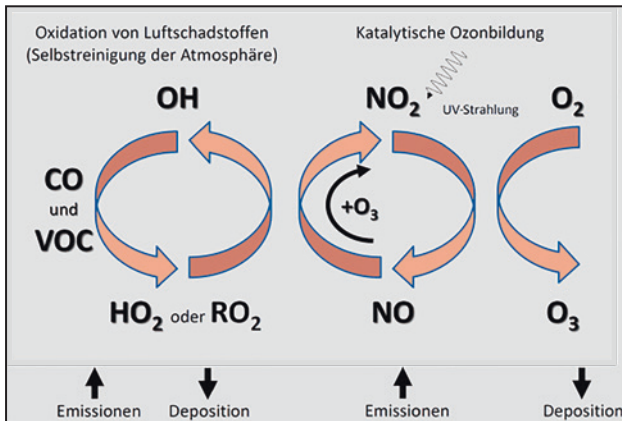 Oxidation von Luftschadstoffen
(Selbstreinigung der Atmosphäre)
Katalytische Ozonbildung
OH
NO₂
UV-Strahlung
O₂
CO
und
VOC
+O₃
HO₂ oder RO₂
NO
O₃
Emissionen
Deposition
Emissionen
Deposition